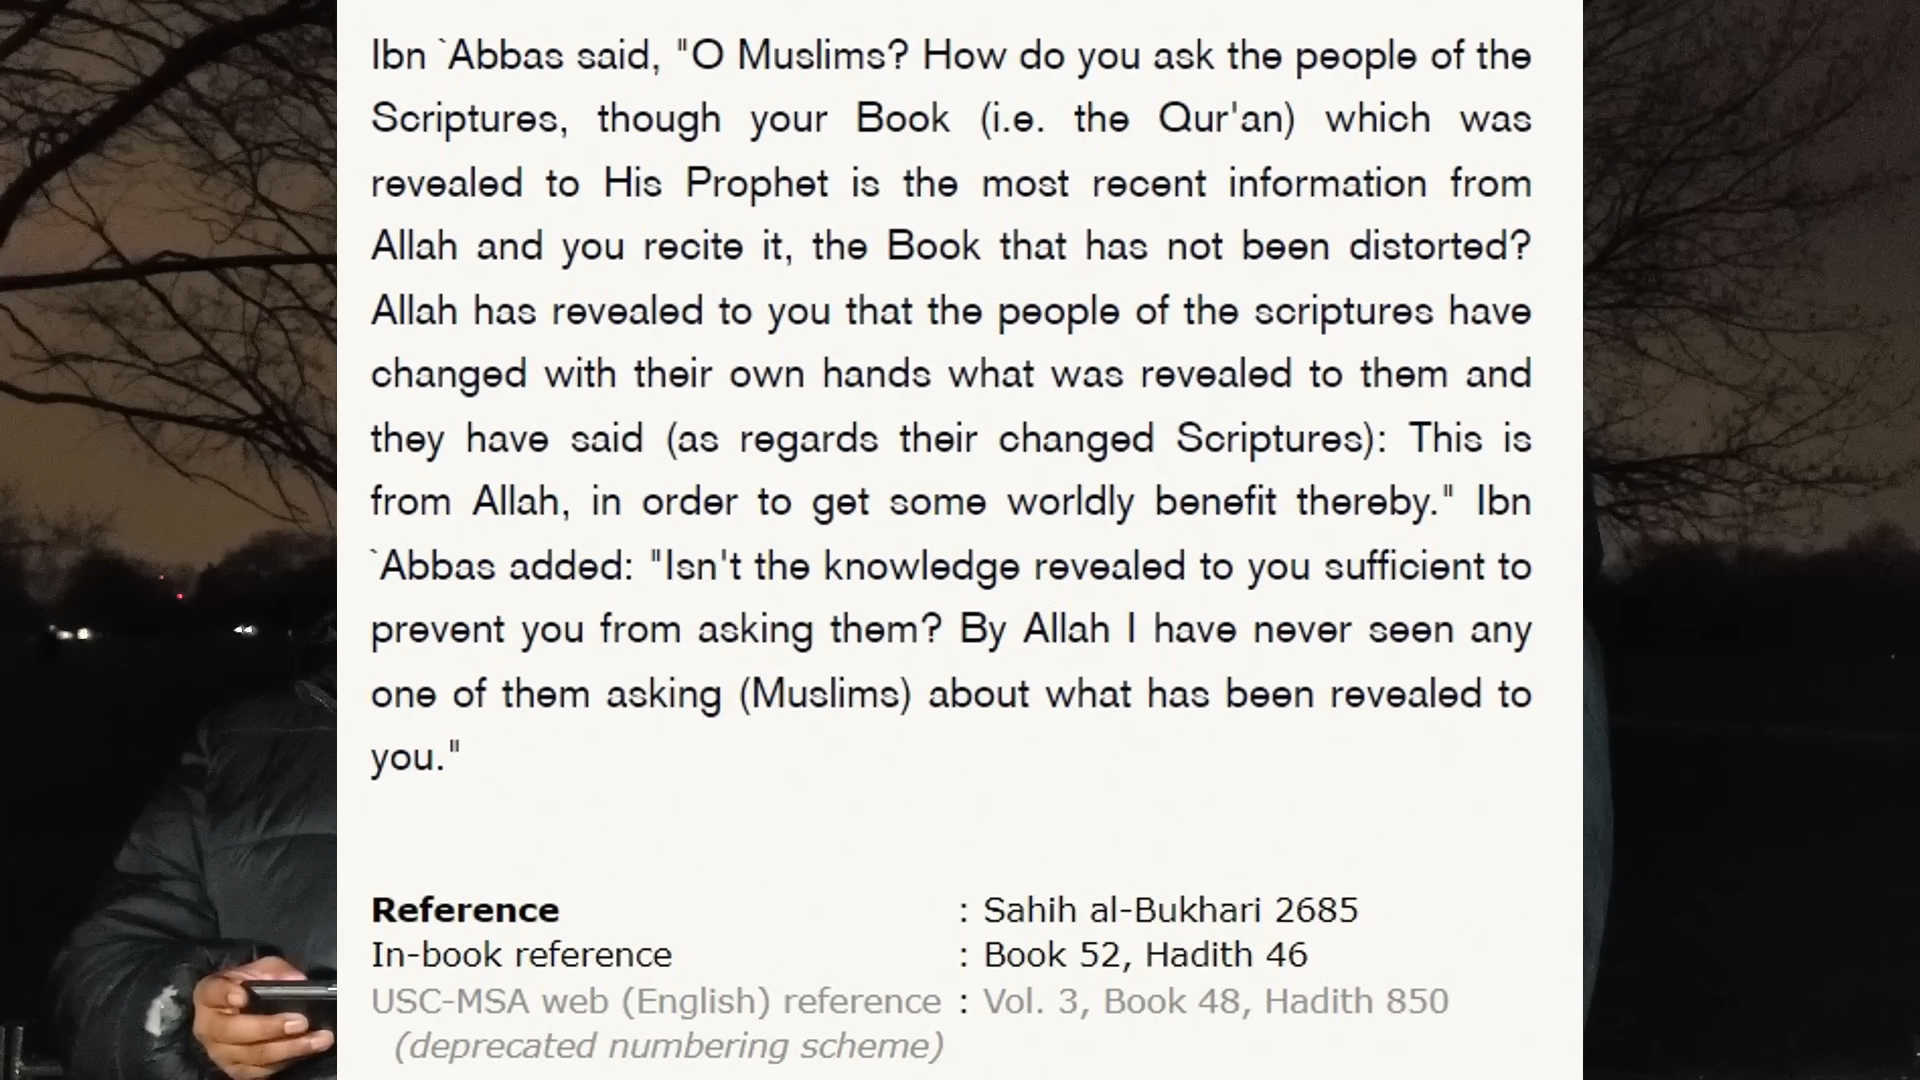 Ibn `Abbas said, "O Muslims? How do you ask the people of the
Scriptures, though your Book (i.e. the Qur'an) which was
revealed to His Prophet is the most recent information from
Allah and you recite it, the Book that has not been distorted?
Allah has revealed to you that the people of the scriptures have
changed with their own hands what was revealed to them and
they have said (as regards their changed Scriptures): This is
from Allah, in order to get some worldly benefit thereby." Ibn
`Abbas added: "Isn't the knowledge revealed to you sufficient to
prevent you from asking them? By Allah I have never seen any
one of them asking (Muslims) about what has been revealed to
you."
Reference : Sahih al-Bukhari 2685
In-book reference : Book 52, Hadith 46
USC-MSA web (English) reference : Vol. 3, Book 48, Hadith 850
(deprecated numbering scheme)